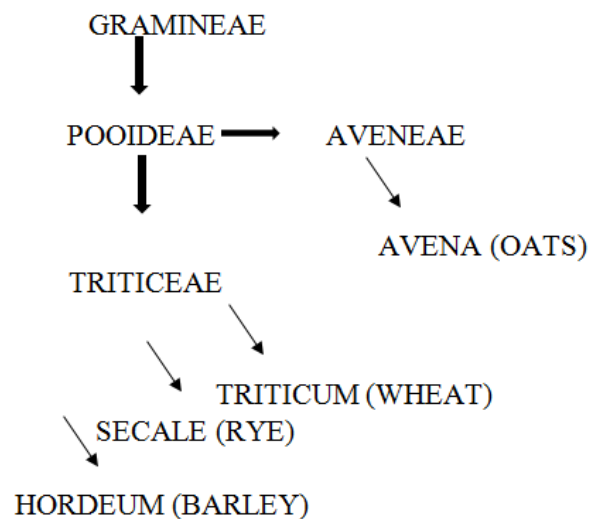 GRAMINEAE
POOIDEAE AVENEAE
AVENA (OATS)
TRITICEAE
TRITICUM (WHEAT)
SECALE (RYE)
HORDEUM (BARLEY)